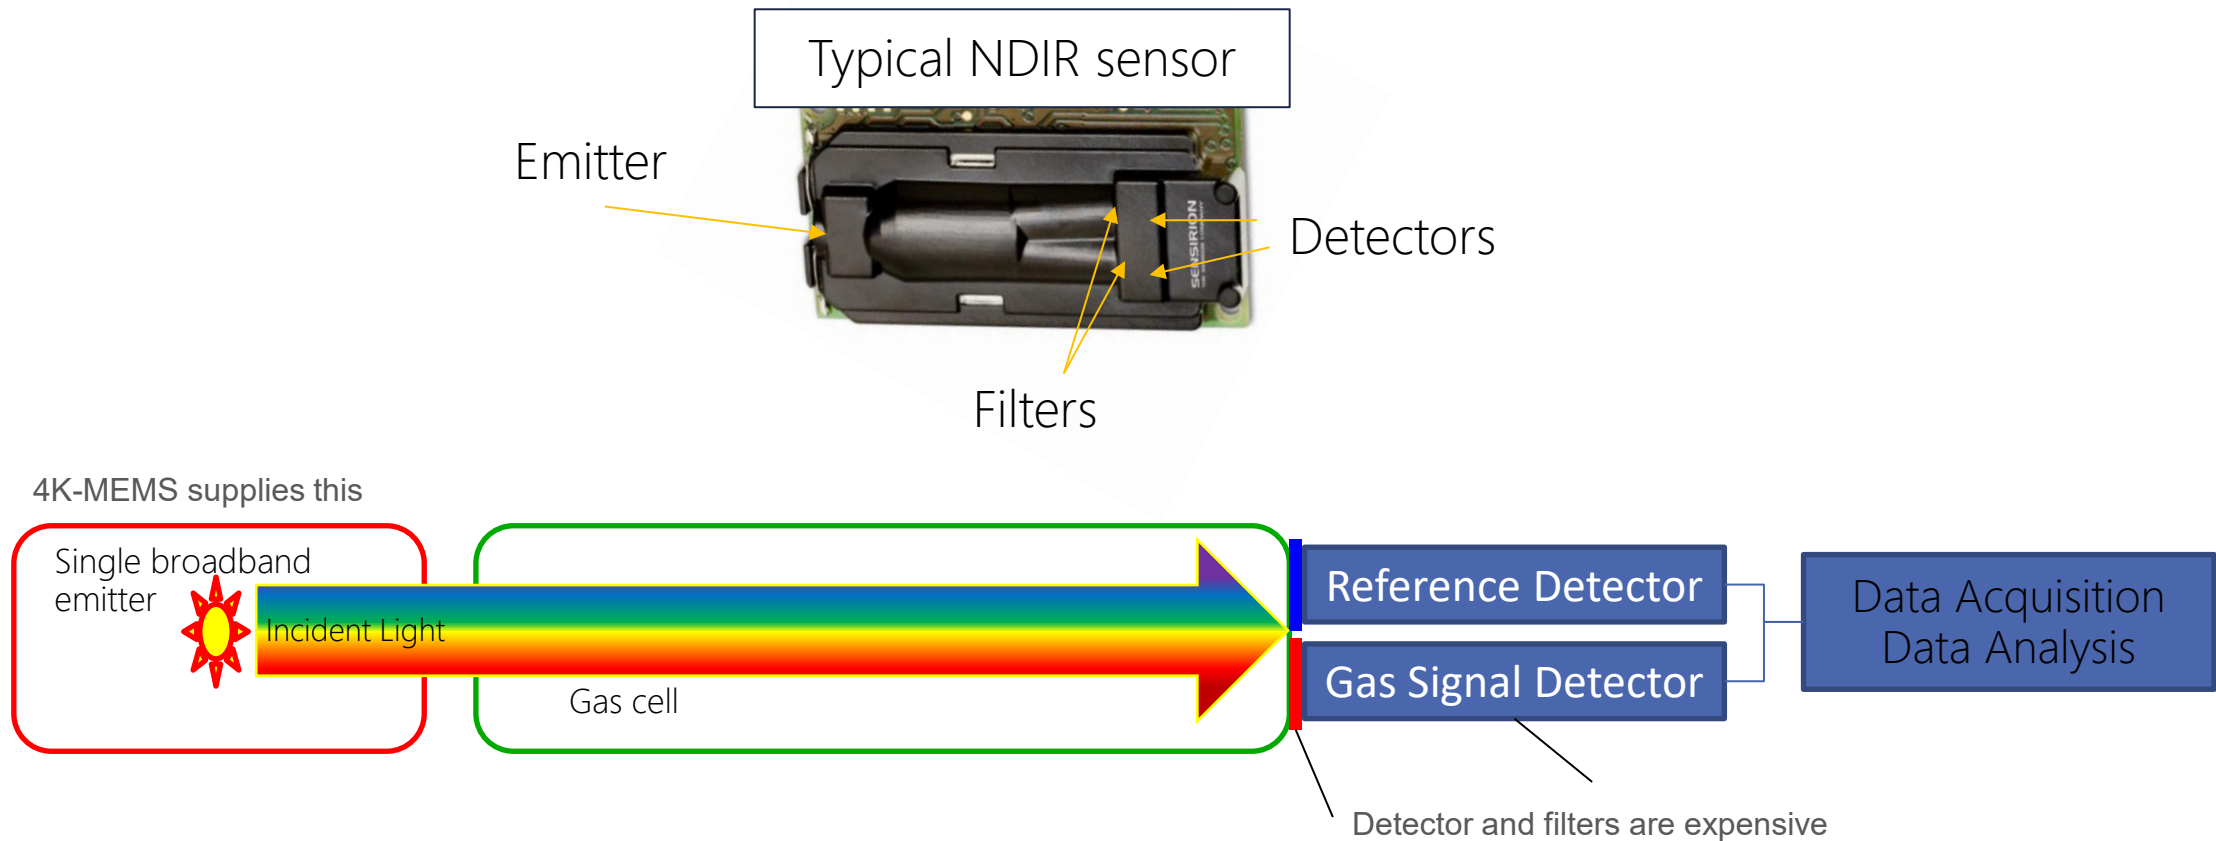 Typical NDIR sensor
Emitter
SENSIRION
Detectors
Filters
4K-MEMS supplies this
Single broadband
emitter
Incident Light
Gas cell
Reference Detector
Gas Signal Detector
Data Acquisition
Data Analysis
Detector and filters are expensive